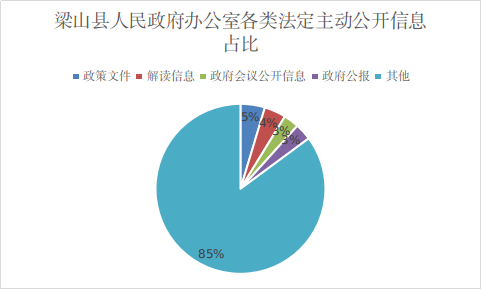 梁山县人民政府办公室各类法定主动公开信息
占比
政策文件 解读信息 政府会议公开信息 政府公报 其他
5%
4%
3%
3%
85%